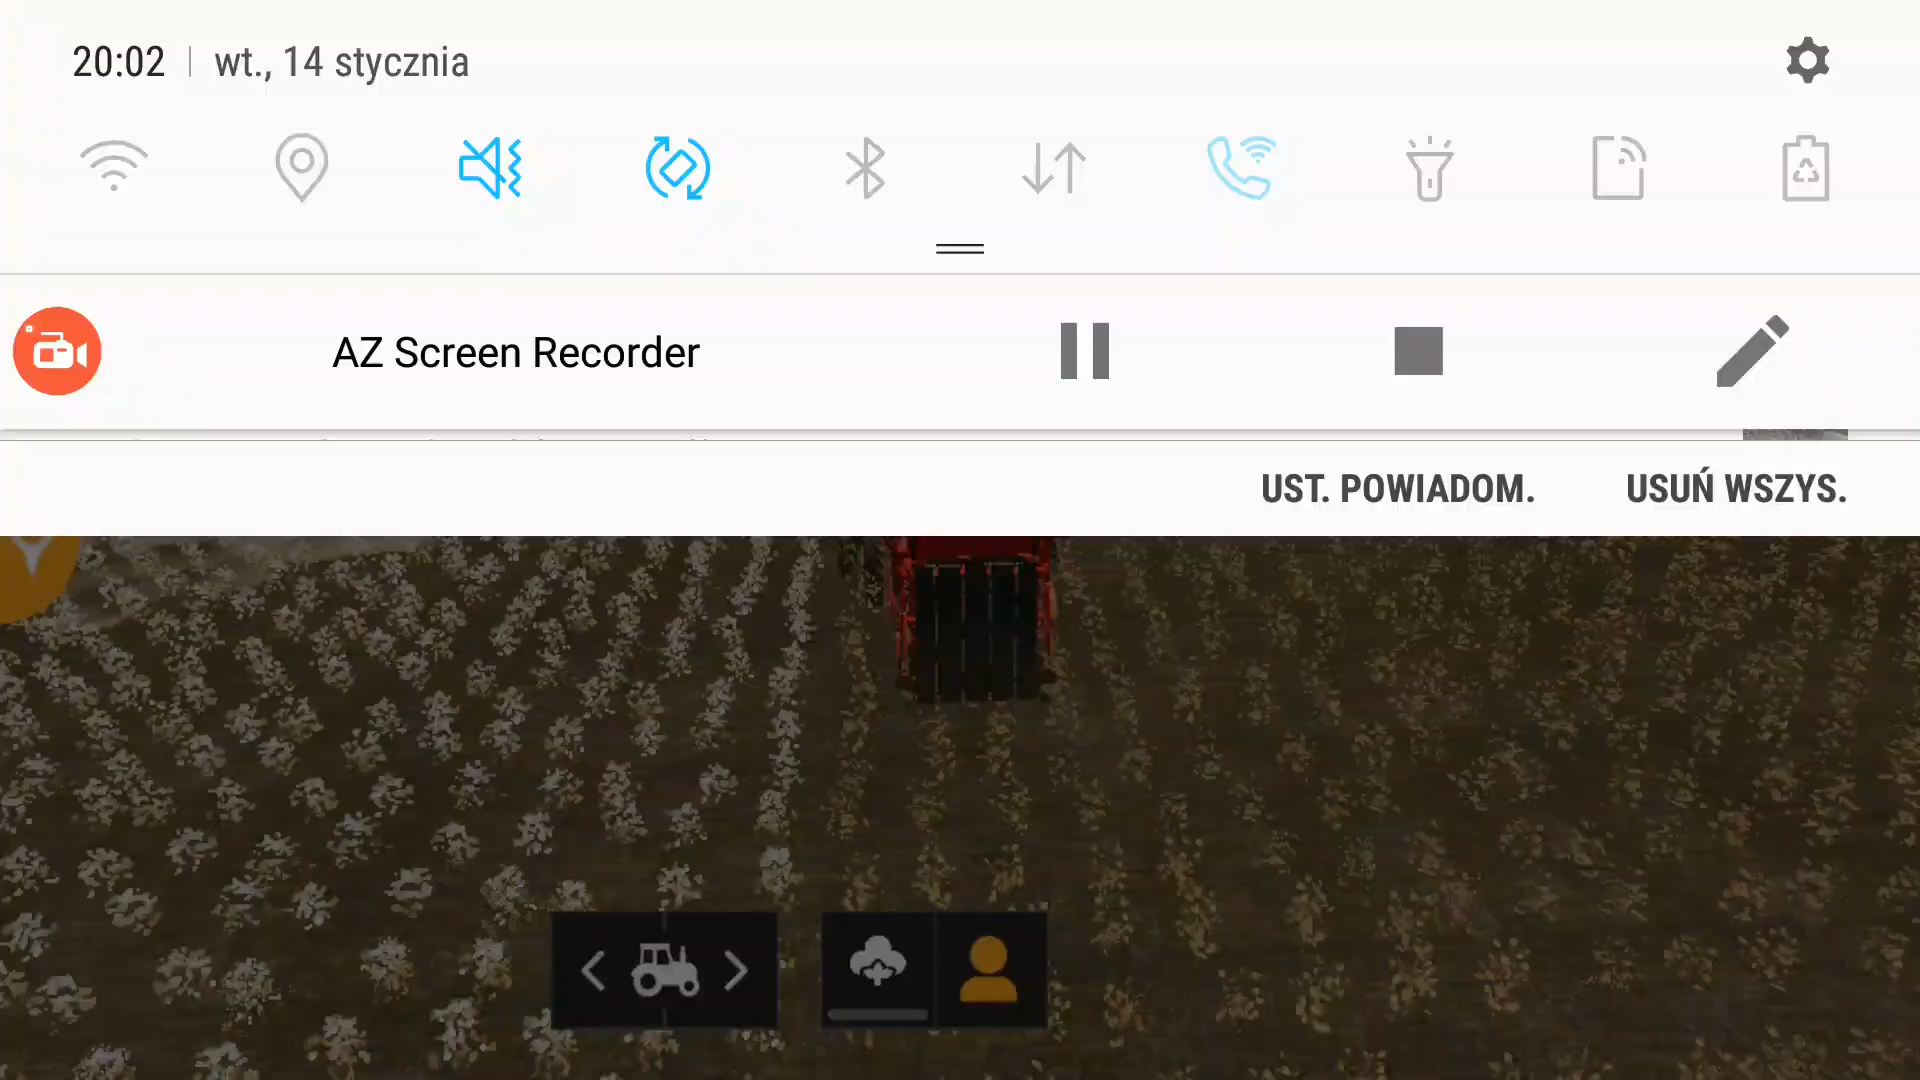 20:02 | wt., 14 stycznia
AZ Screen Recorder
UST. POWIADOM. USUŃ WSZYS.